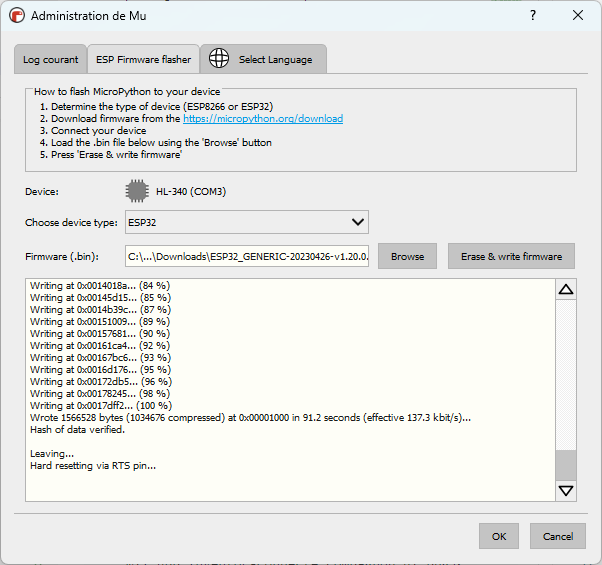 Administration de Mu
Log courant
ESP Firmware flasher
Select Language
How to flash MicroPython to your device
1. Determine the type of device (ESP8266 or ESP32)
2. Download firmware from the https://micropython.org/download
3. Connect your device
4. Load the .bin file below using the 'Browse' button
5. Press 'Erase & write firmware'
Device: HL-340 (COM3)
Choose device type: ESP32
Firmware (.bin): C:\...\Downloads\ESP32_GENERIC-20230426-v1.20.0. Browse Erase & write firmware
Writing at 0x0014018a... (84 %)
Writing at 0x00145d15... (85 %)
Writing at 0x0014b39c... (87 %)
Writing at 0x00151009... (89 %)
Writing at 0x00157681... (90 %)
Writing at 0x00161ca4... (92 %)
Writing at 0x00167bc6... (93 %)
Writing at 0x0016d176... (95 %)
Writing at 0x00172db5... (96 %)
Writing at 0x00178245... (98 %)
Writing at 0x0017dff2... (100 %)
Wrote 1566528 bytes (1034676 compressed) at 0x00001000 in 91.2 seconds (effective 137.3 kbit/s)...
Hash of data verified.
Leaving...
Hard resetting via RTS pin...
OK Cancel